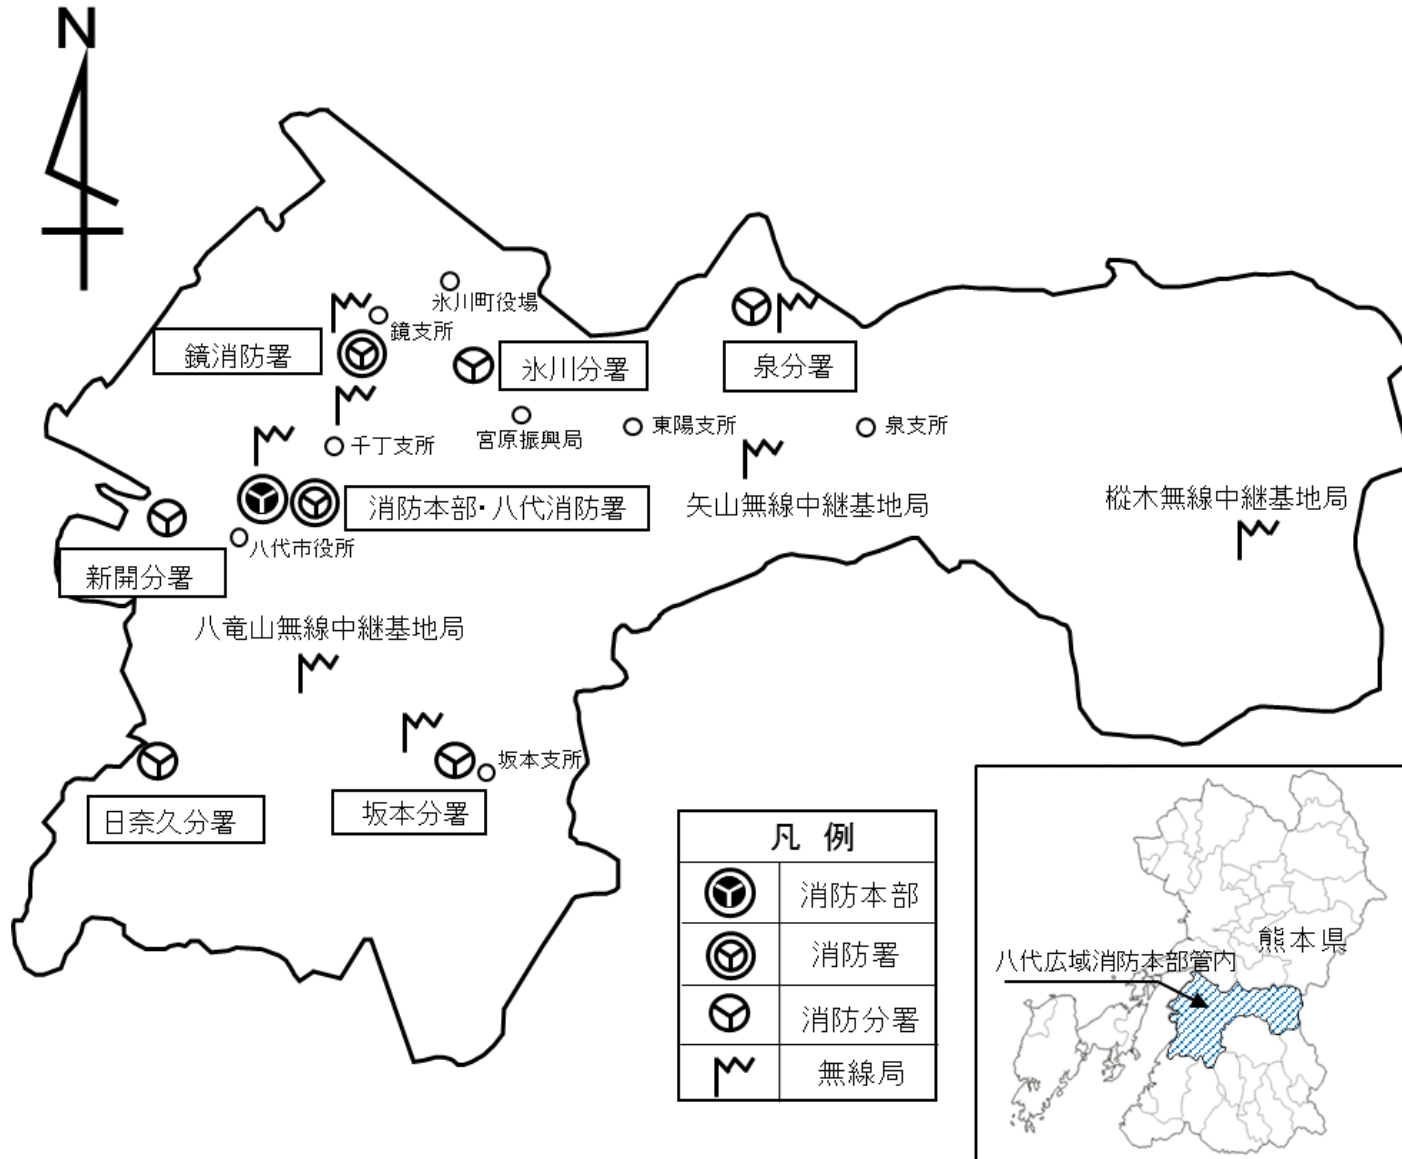 N
氷川町役場
鏡支所
鏡消防署
氷川分署
泉分署
宮原振興局
東陽支所
泉支所
千丁支所
消防本部・八代消防署
矢山無線中継基地局
樅木無線中継基地局
八代市役所
新開分署
八竜山無線中継基地局
坂本支所
日奈久分署
坂本分署
凡 例
消防本部
消防署
消防分署
無線局
熊本県
八代広域消防本部管内